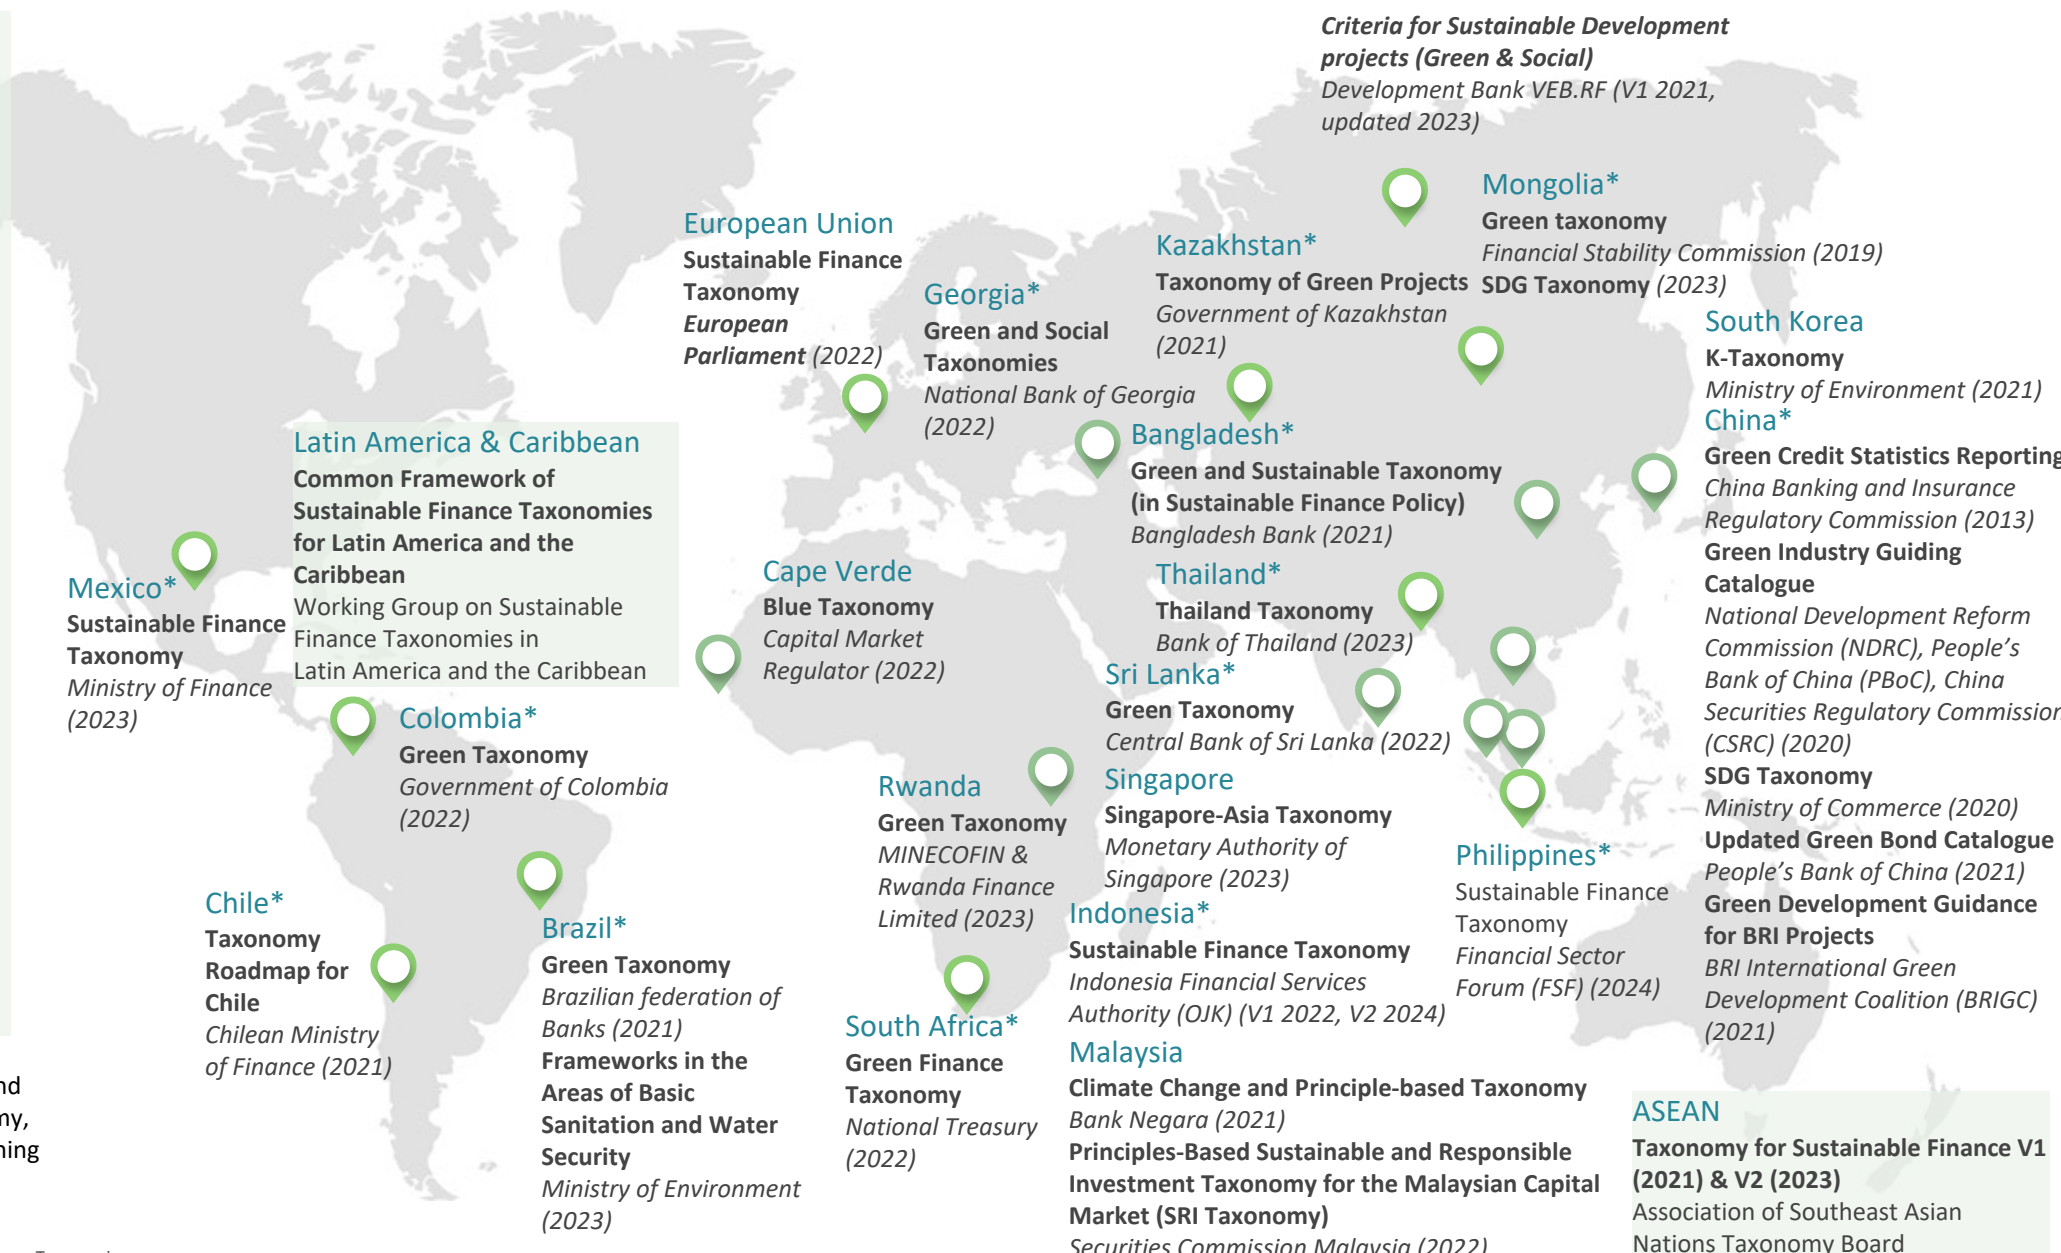 Criteria for Sustainable Development
projects (Green & Social)
Development Bank VEB.RF (V1 2021,
updated 2023)
Mongolia*
Green taxonomy
Financial Stability Commission (2019)
SDG Taxonomy (2023)
European Union
Sustainable Finance
Taxonomy
European
Parliament (2022)
Georgia*
Green and Social
Taxonomies
National Bank of Georgia
(2022)
Kazakhstan*
Taxonomy of Green Projects
Government of Kazakhstan
(2021)
South Korea
K-Taxonomy
Ministry of Environment (2021)
China*
Green Credit Statistics Reporting
China Banking and Insurance
Regulatory Commission (2013)
Green Industry Guiding
Catalogue
National Development Reform
Commission (NDRC), People's
Bank of China (PBoC), China
Securities Regulatory Commission
(CSRC) (2020)
SDG Taxonomy
Ministry of Commerce (2020)
Updated Green Bond Catalogue
People's Bank of China (2021)
Green Development Guidance
for BRI Projects
BRI International Green
Development Coalition (BRIGC)
(2021)
Latin America & Caribbean
Common Framework of
Sustainable Finance Taxonomies
for Latin America and the
Caribbean
Working Group on Sustainable
Finance Taxonomies in
Latin America and the Caribbean
Bangladesh*
Green and Sustainable Taxonomy
(in Sustainable Finance Policy)
Bangladesh Bank (2021)
Mexico*
Sustainable Finance
Taxonomy
Ministry of Finance
(2023)
Cape Verde
Blue Taxonomy
Capital Market
Regulator (2022)
Thailand*
Thailand Taxonomy
Bank of Thailand (2023)
Sri Lanka*
Green Taxonomy
Central Bank of Sri Lanka (2022)
Colombia*
Green Taxonomy
Government of Colombia
(2022)
Rwanda
Green Taxonomy
MINECOFIN &
Rwanda Finance
Limited (2023)
Singapore
Singapore-Asia Taxonomy
Monetary Authority of
Singapore (2023)
Philippines*
Sustainable Finance
Taxonomy
Financial Sector
Forum (FSF) (2024)
Chile*
Taxonomy
Roadmap for
Chile
Chilean Ministry
of Finance (2021)
Brazil*
Green Taxonomy
Brazilian federation of
Banks (2021)
Frameworks in the
Areas of Basic
Sanitation and Water
Security
Ministry of Environment
(2023)
Indonesia*
Sustainable Finance Taxonomy
Indonesia Financial Services
Authority (OJK) (V1 2022, V2 2024)
South Africa*
Green Finance
Taxonomy
National Treasury
(2022)
Malaysia
Climate Change and Principle-based Taxonomy
Bank Negara (2021)
Principles-Based Sustainable and Responsible
Investment Taxonomy for the Malaysian Capital
Market (SRI Taxonomy)
Securities Commission Malaysia (2022)
ASEAN
Taxonomy for Sustainable Finance V1
(2021) & V2 (2023)
Association of Southeast Asian
Nations Taxonomy Board